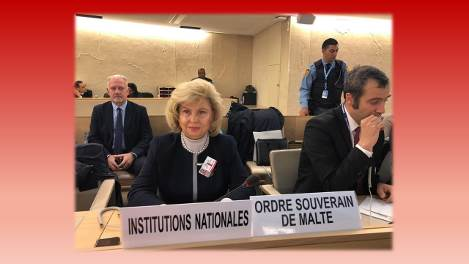 INSTITUTIONS NATIONALES
ORDRE SOUVERAIN
DE MALTE